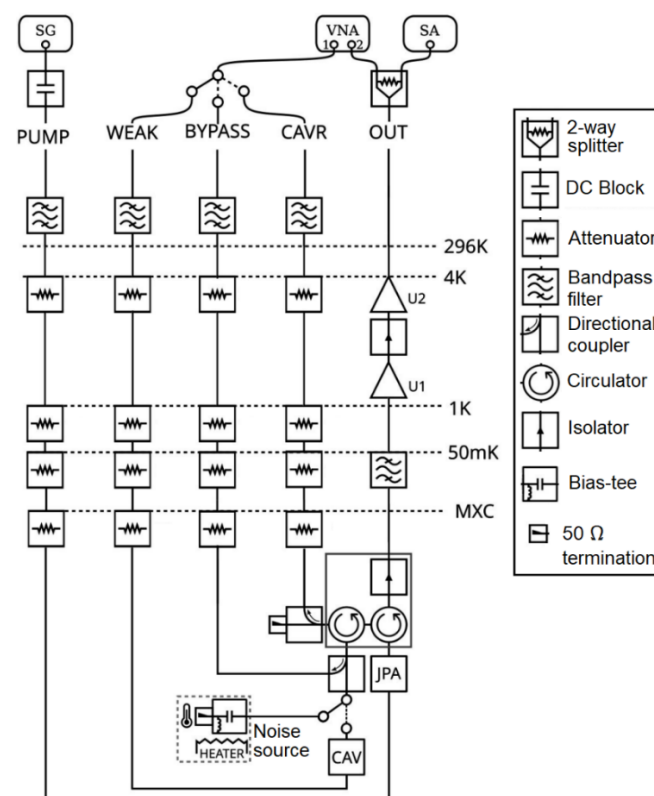 SG
VNA
1 2
SA
PUMP
WEAK
BYPASS
CAVR
OUT
296K
4K
U2
U1
1K
50mK
MXC
JPA
Noise
source
HEATER
CAV
2-way
splitter
DC Block
Attenuator
Bandpass
filter
Directional
coupler
Circulator
Isolator
Bias-tee
50 Ω
termination